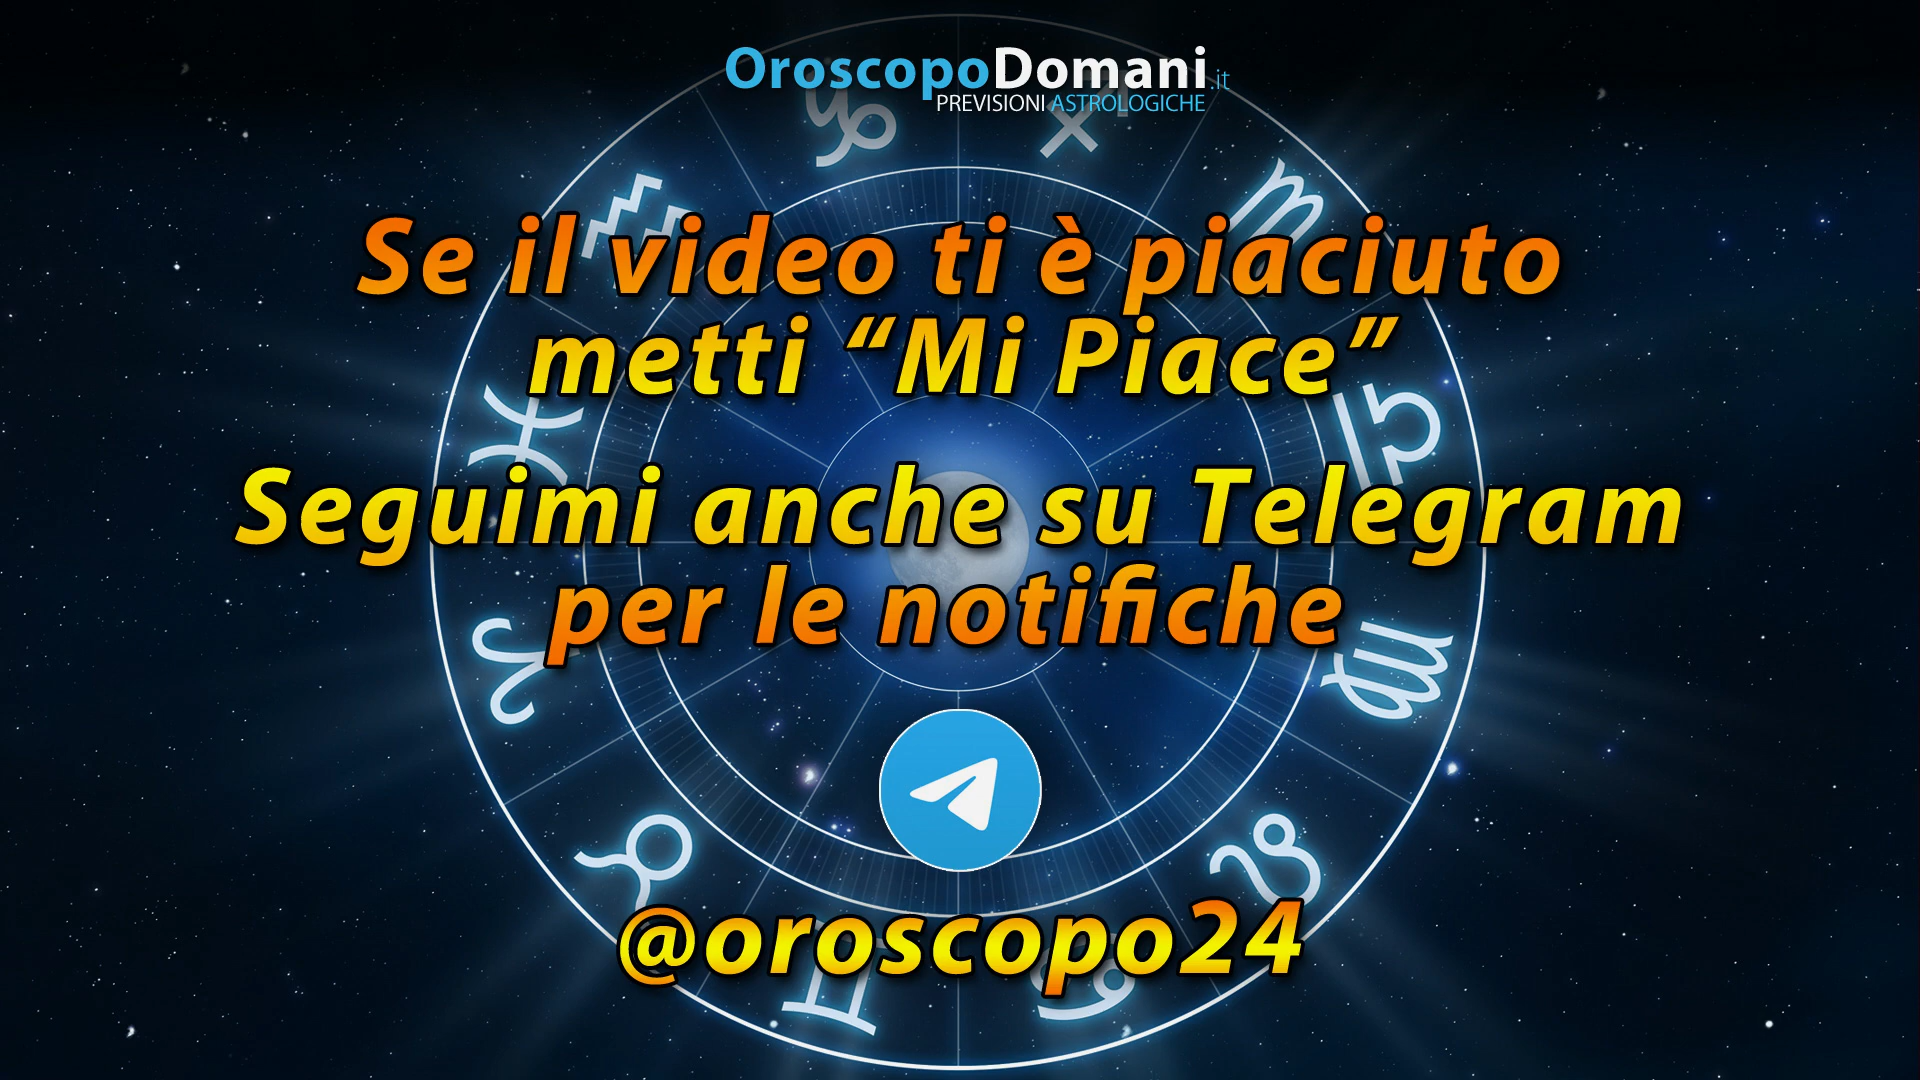 OroscopoDomani.it
PREVISIONI ASTROLOGICHE
Se il video ti è piaciuto
metti “Mi Piace”
Seguimi anche su Telegram
per le notifiche
@oroscopo24